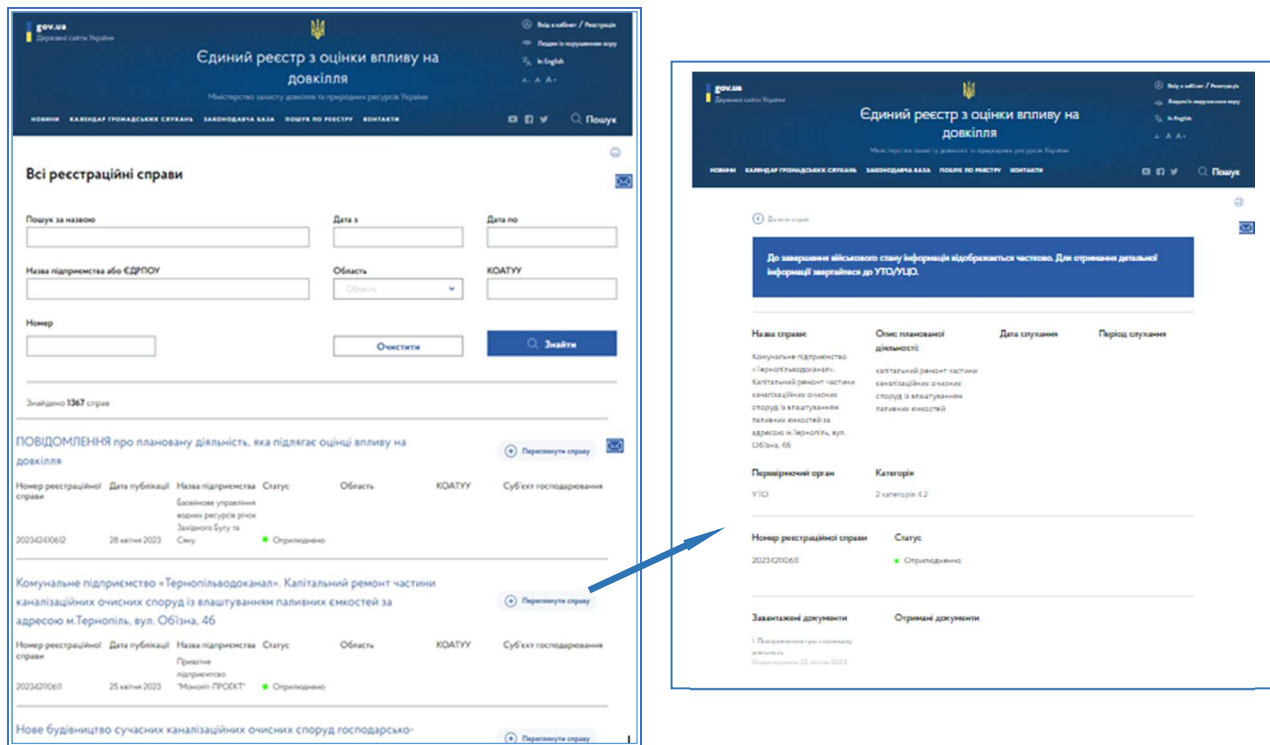 gov.ua
Державні сайти України
Вхід в кабінет / Реєстрація
Людям із порушенням зору
In English
A- A A+
Єдиний реєстр з оцінки впливу на
довкілля
Міністерство захисту довкілля та природних ресурсів України
НОВИНИ КАЛЕНДАР ГРОМАДСЬКИХ СЛУХАНЬ ЗАКОНОДАВЧА БАЗА ПОШУК ПО РЕЄСТРУ КОНТАКТИ
Пошук
Всі реєстраційні справи
Пошук за назвою Дата з Дата по
Назва підприємства або ЄДРПОУ Область КОАТУУ
Область
Номер
Очистити Знайти
Знайдено 1367 справ
ПОВІДОМЛЕННЯ про плановану діяльність, яка підлягає оцінці впливу на
довкілля
Переглянути справу
Номер реєстраційної справи Дата публікації Назва підприємства Статус Область КОАТУУ Суб'єкт господарювання
202342410612 28 квітня 2023 Басейнове управління водних ресурсів річок Західного Бугу та Сяну Оприлюднено
Комунальне підприємство «Тернопільводоканал». Капітальний ремонт частини
каналізаційних очисних споруд із влаштуванням паливних ємкостей за
адресою м.Тернопіль, вул. Об'їзна, 46
Переглянути справу
Номер реєстраційної справи Дата публікації Назва підприємства Статус Область КОАТУУ Суб'єкт господарювання
20234210611 25 квітня 2023 Приватне підприємтсво "Моноліт-ПРОЄКТ" Оприлюднено
Нове будівництво сучасних каналізаційних очисних споруд господарсько-
Переглянути справу
gov.ua
Державні сайти України
Вхід в кабінет / Реєстрація
Людям із порушенням зору
In English
A- A A+
Єдиний реєстр з оцінки впливу на
довкілля
Міністерство захисту довкілля та природних ресурсів України
НОВИНИ КАЛЕНДАР ГРОМАДСЬКИХ СЛУХАНЬ ЗАКОНОДАВЧА БАЗА ПОШУК ПО РЕЄСТРУ КОНТАКТИ
Пошук
До всіх справ
До завершення військового стану інформація відображається частково. Для отримання детальної
інформації звертайтеся до УТО/УЦО.
Назва справи:
Комунальне підприємство
«Тернопільводоканал».
Капітальний ремонт частини
каналізаційних очисних
споруд із влаштуванням
паливних ємкостей за
адресою м.Тернопіль, вул.
Об'їзна, 46
Опис планованої
діяльності:
капітальний ремонт частини
каналізаційних очисних
споруд із влаштуванням
паливних ємкостей
Дата слухання
Період слухання
Перевіряючий орган Категорія
УТО 2 категорія 4.2
Номер реєстраційної справи Статус
20234210611 Оприлюднено
Завантажені документи Отримані документи
1. Повідомлення про плановану
діяльність
Оприлюднено 25 квітня 2023